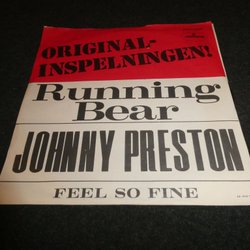 ORIGINAL-
INSPELNINGEN!
Running
Bear
JOHNNY PRESTON
FEEL SO FINE